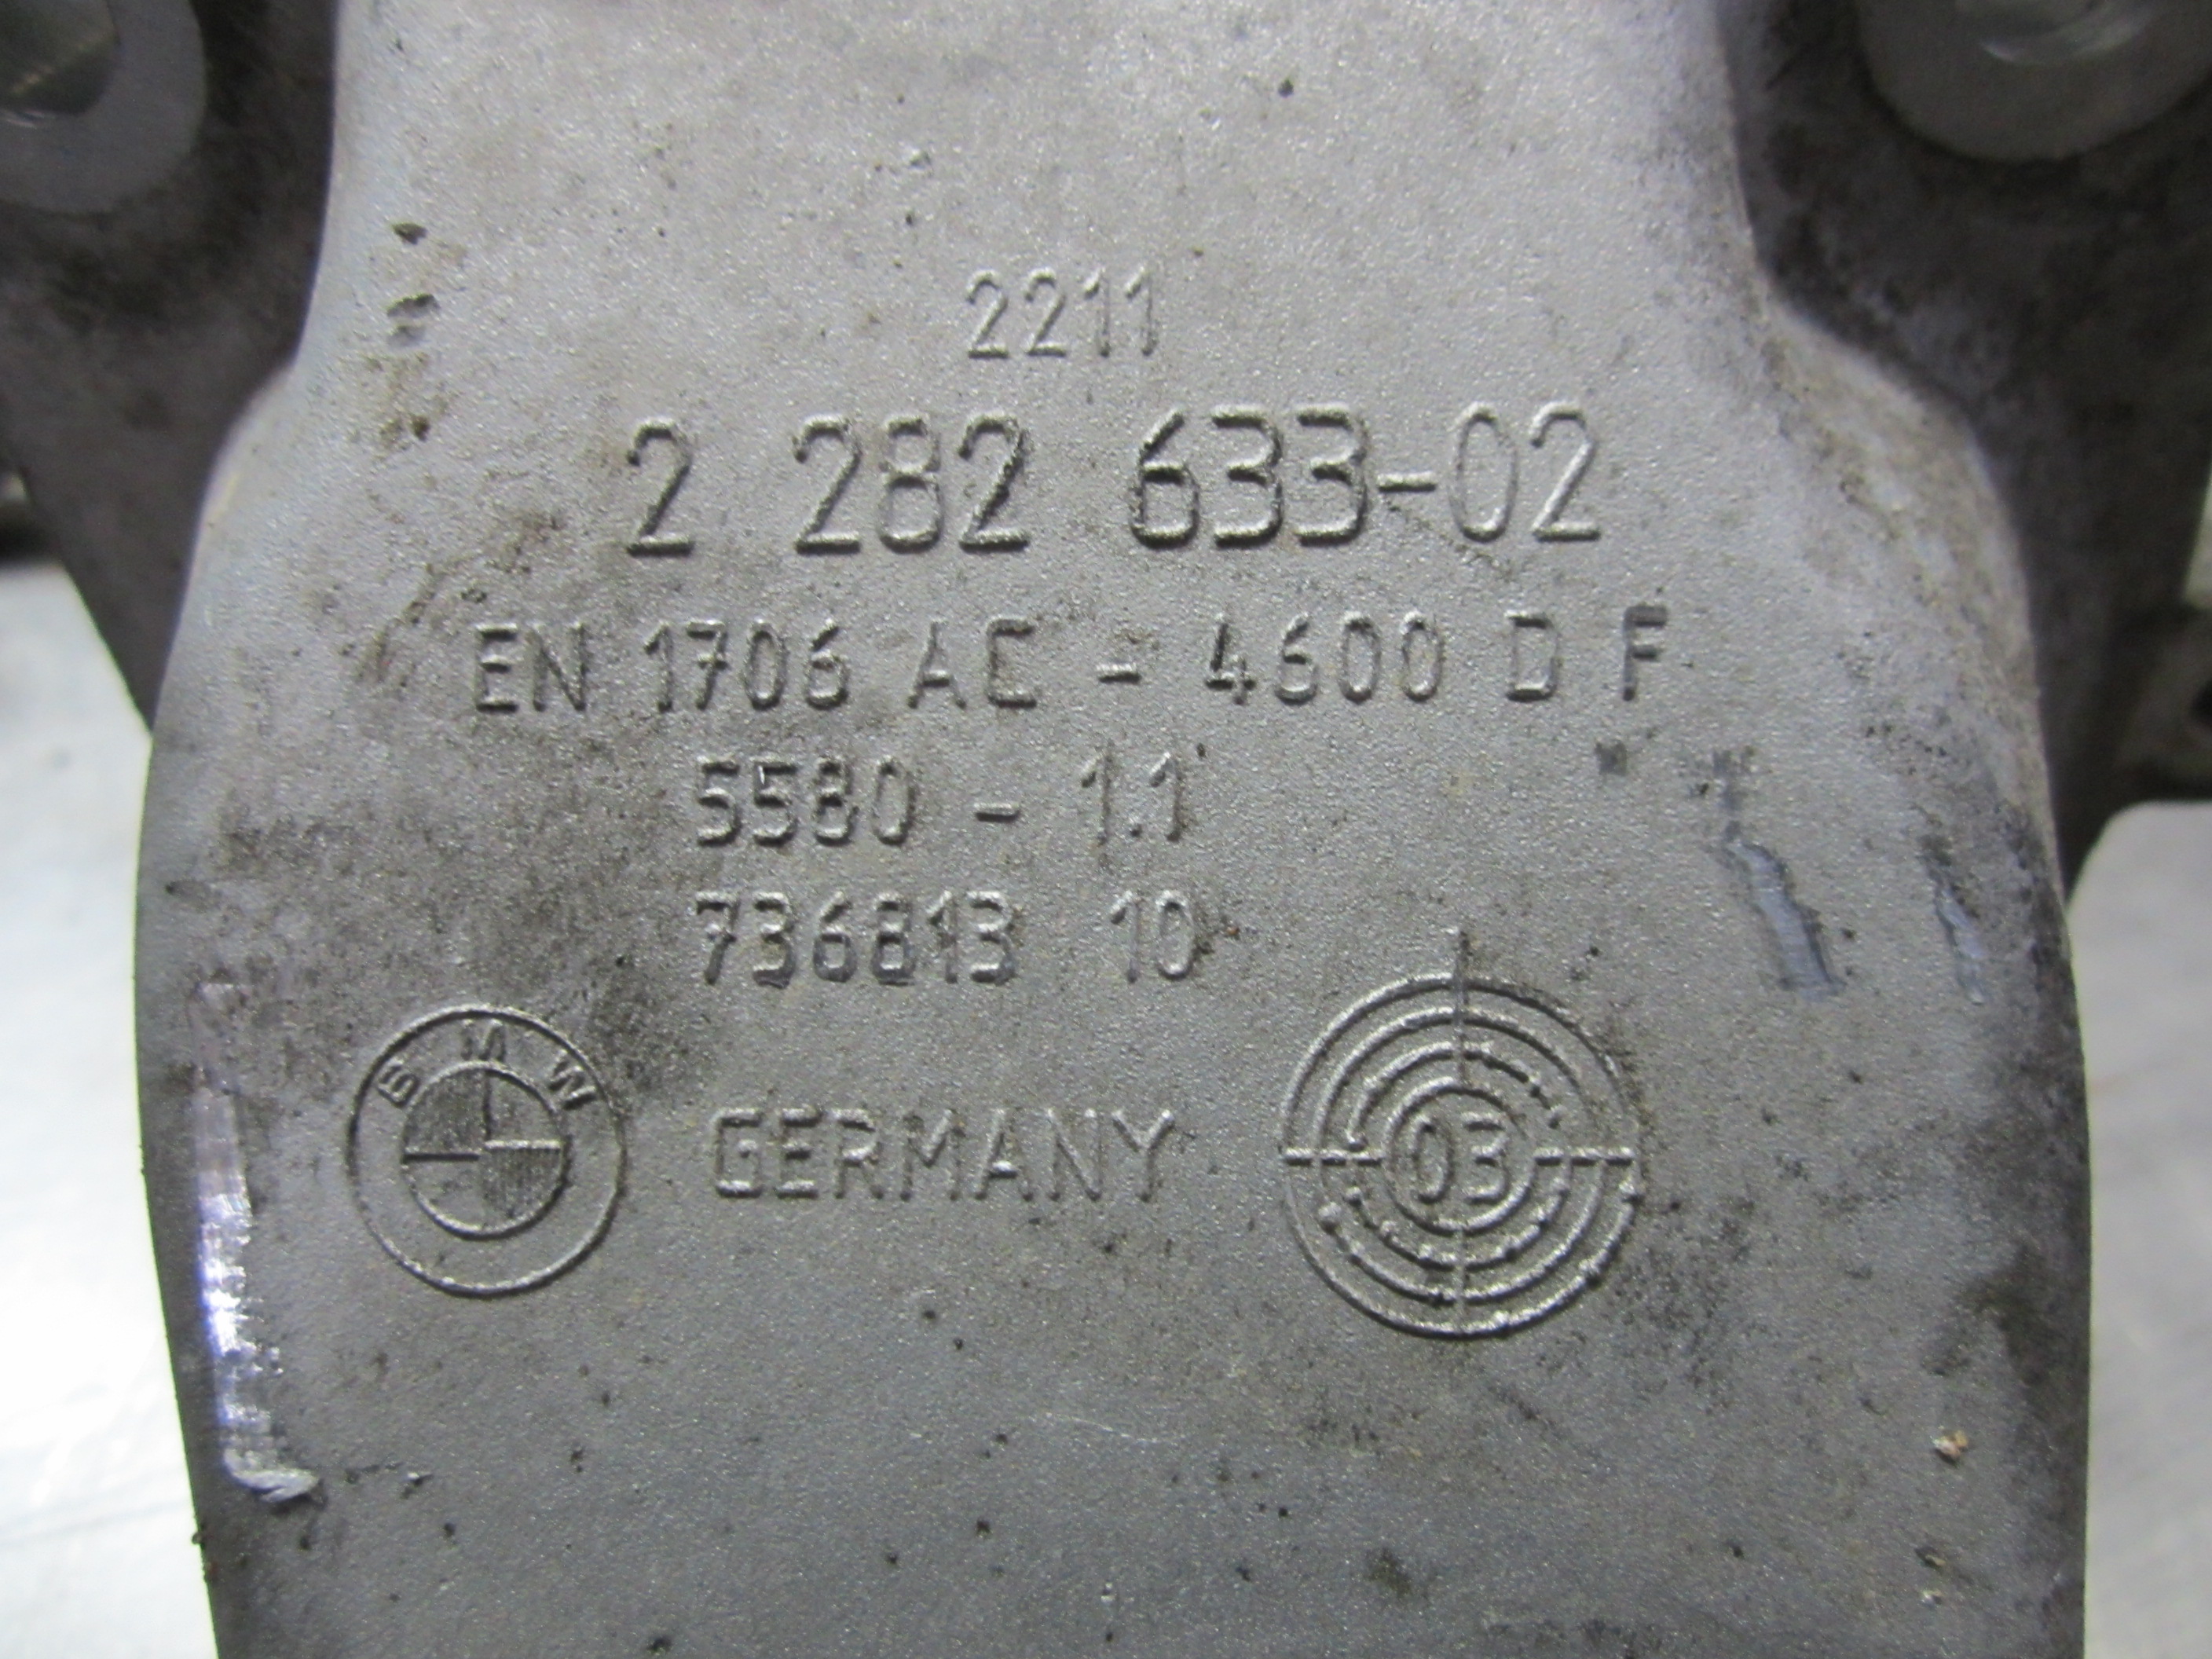 2211
2 282 633-02
EN 1706 AC - 4600 D F
5580 - 1.1
736813 10
BMW
GERMANY
03